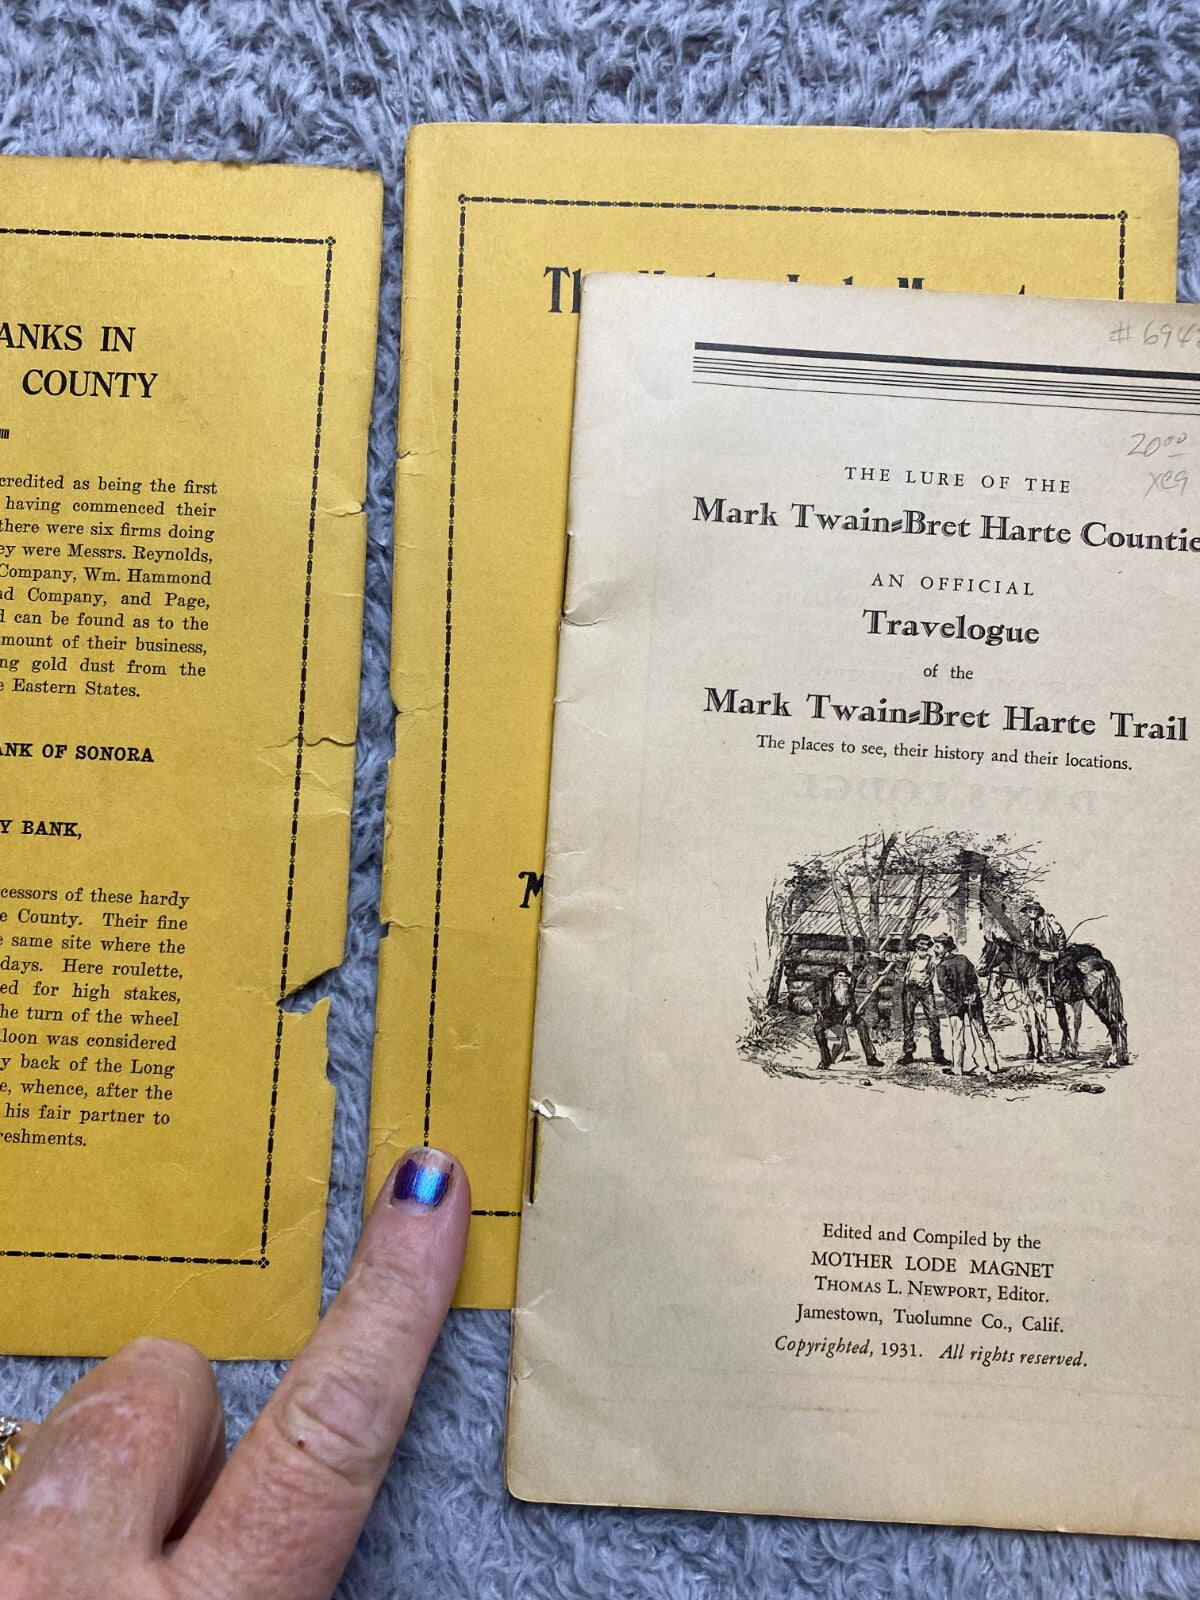 ANKS IN
COUNTY
credited as being the first
having commenced their
there were six firms doing
ey were Messrs. Reynolds,
Company, Wm. Hammond
nd Company, and Page,
d can be found as to the
mount of their business,
ng gold dust from the
e Eastern States.
ANK OF SONORA
Y BANK,
cessors of these hardy
e County. Their fine
e same site where the
days. Here roulette,
ed for high stakes,
he turn of the wheel
lloon was considered
y back of the Long
e, whence, after the
his fair partner to
reshments.
Th
M
# 694
20.00
THE LURE OF THE
Mark Twain-Bret Harte Countie
AN OFFICIAL
Travelogue
of the
Mark Twain-Bret Harte Trail
The places to see, their history and their locations.
Edited and Compiled by the
MOTHER LODE MAGNET
THOMAS L. NEWPORT, Editor.
Jamestown, Tuolumne Co., Calif.
Copyrighted, 1931. All rights reserved.